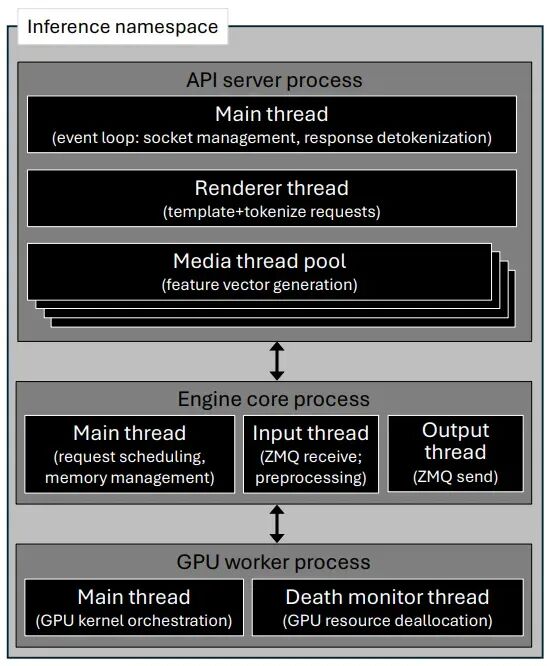 Inference namespace
API server process
Main thread
(event loop: socket management, response detokenization)
Renderer thread
(template+tokenize requests)
Media thread pool
(feature vector generation)
Engine core process
Main thread
(request scheduling,
memory management)
Input thread
(ZMQ receive;
preprocessing)
Output
thread
(ZMQ send)
GPU worker process
Main thread
(GPU kernel orchestration)
Death monitor thread
(GPU resource deallocation)